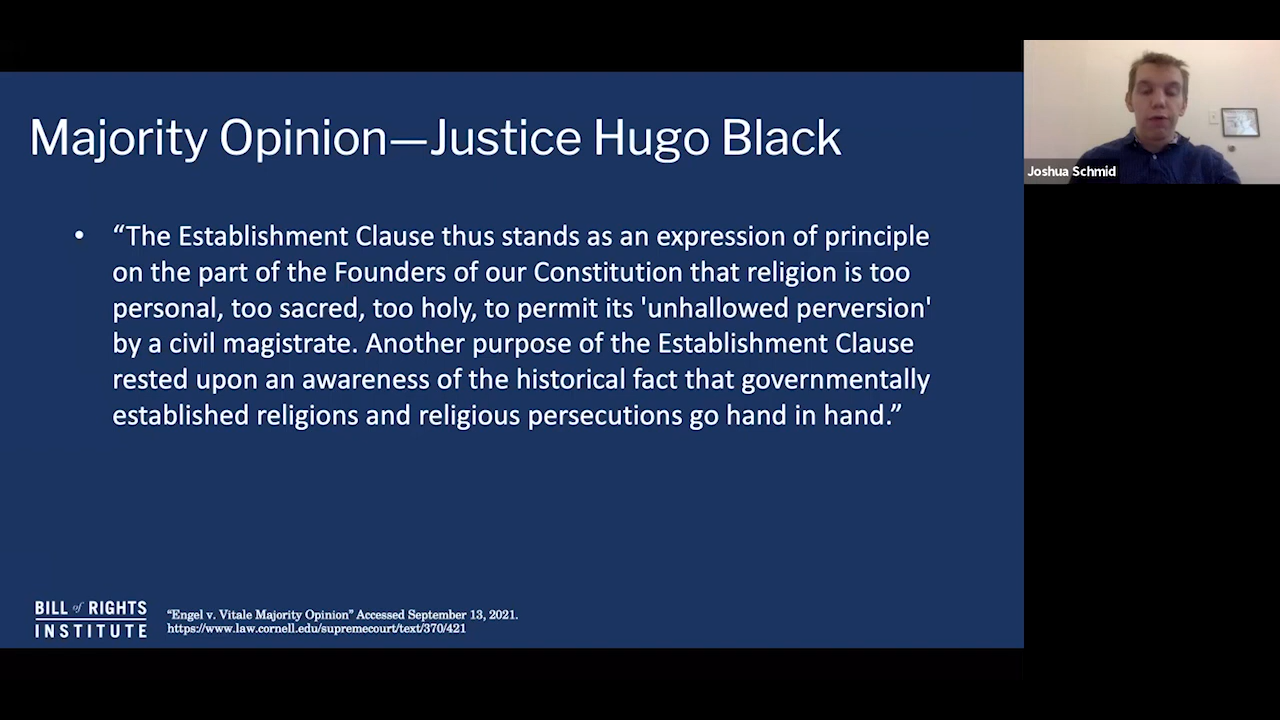 Majority Opinion—Justice Hugo Black
Joshua Schmid
• “The Establishment Clause thus stands as an expression of principle
on the part of the Founders of our Constitution that religion is too
personal, too sacred, too holy, to permit its 'unhallowed perversion'
by a civil magistrate. Another purpose of the Establishment Clause
rested upon an awareness of the historical fact that governmentally
established religions and religious persecutions go hand in hand.”
BILL of RIGHTS
INSTITUTE
“Engel v. Vitale Majority Opinion” Accessed September 13, 2021.
https://www.law.cornell.edu/supremecourt/text/370/421